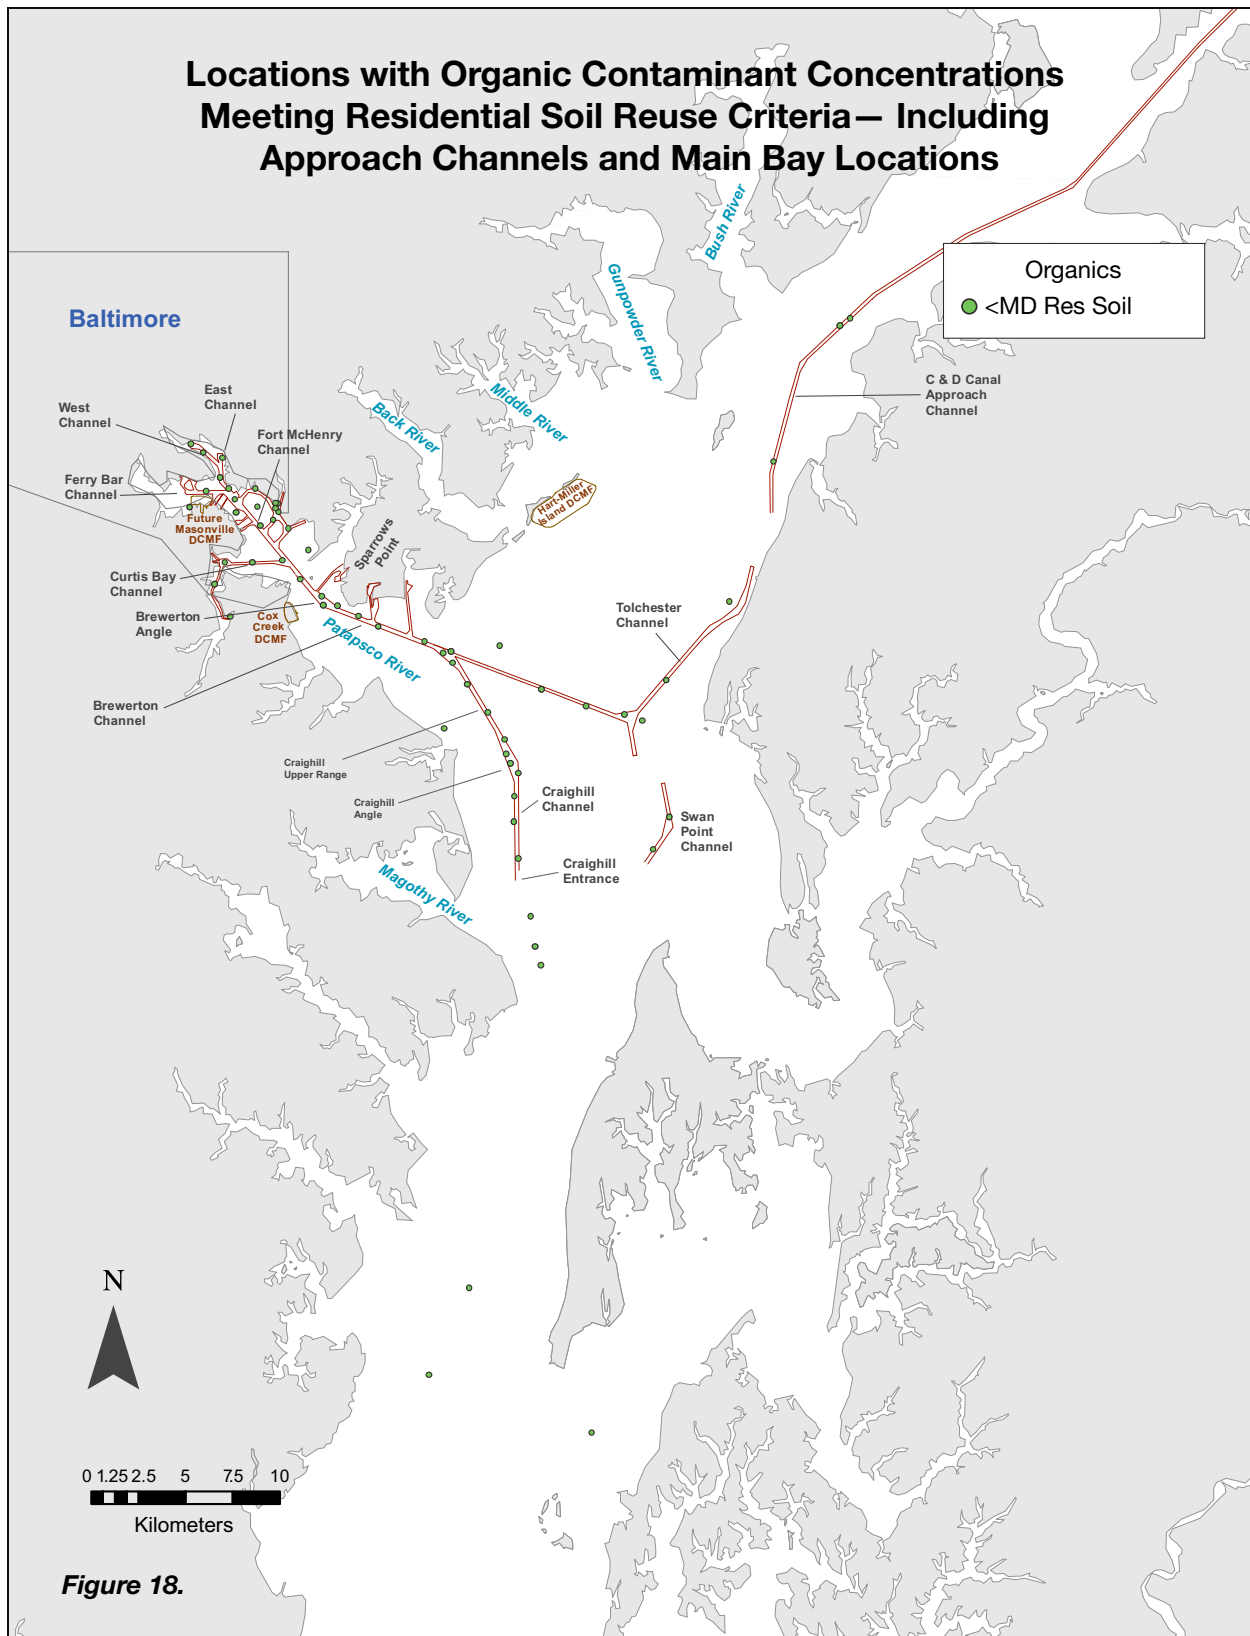 Locations with Organic Contaminant Concentrations
Meeting Residential Soil Reuse Criteria— Including
Approach Channels and Main Bay Locations
Bush River
Gunpowder River
Organics
<MD Res Soil
Baltimore
C & D Canal
Approach
Channel
East
Channel
West
Channel
Fort McHenry
Channel
Middle River
Back River
Ferry Bar
Channel
Hart-Miller
Island DCMF
Future
Masonville
DCMF
Sparrows
Point
Curtis Bay
Channel
Brewerton
Angle
Cox
Creek
DCMF
Patapsco River
Tolchester
Channel
Brewerton
Channel
Craighill
Upper Range
Craighill
Angle
Craighill
Channel
Swan
Point
Channel
Craighill
Entrance
Magothy River
N
0 1.25 2.5 5 7.5 10
Kilometers
Figure 18.